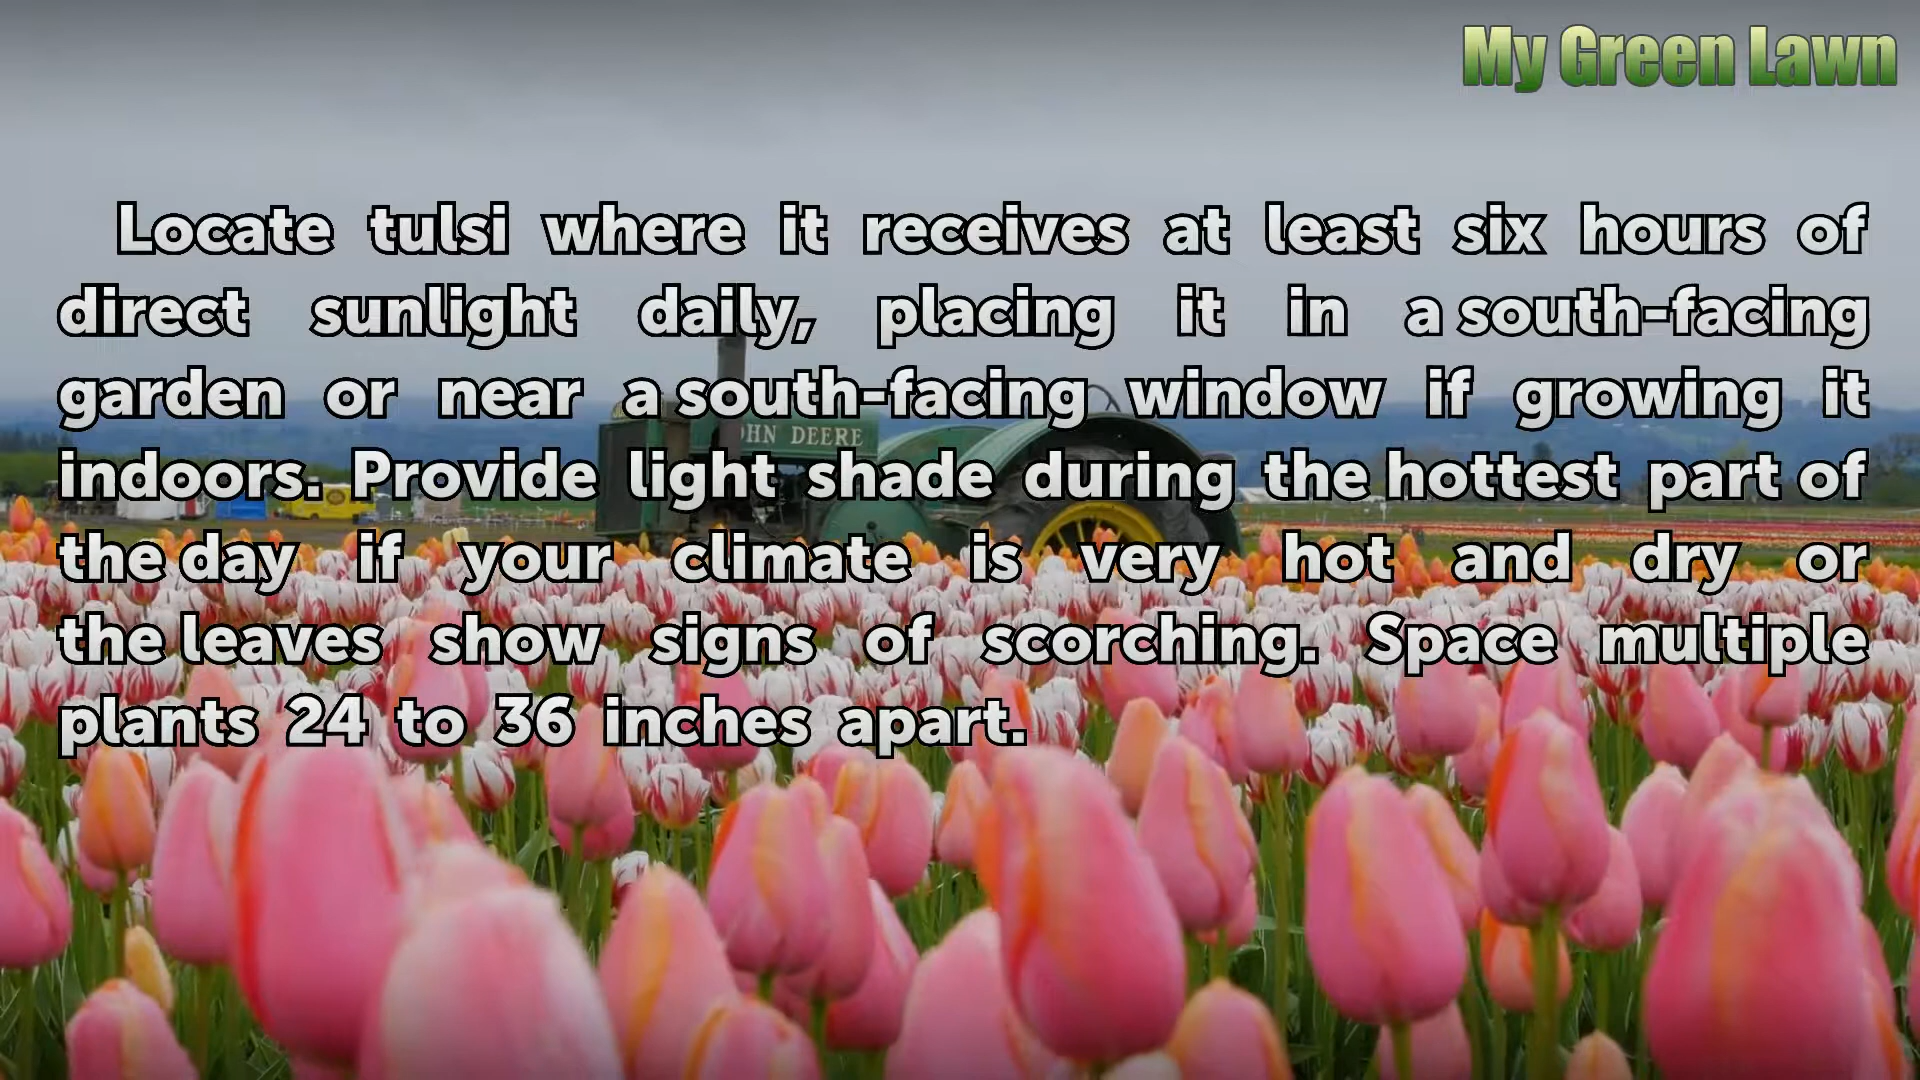 My Green Lawn
Locate tulsi where it receives at least six hours of
direct sunlight daily, placing it in a south-facing
garden or near a south-facing window if growing it
JOHN DEERE
indoors. Provide light shade during the hottest part of
the day if your climate is very hot and dry or
the leaves show signs of scorching. Space multiple
plants 24 to 36 inches apart.